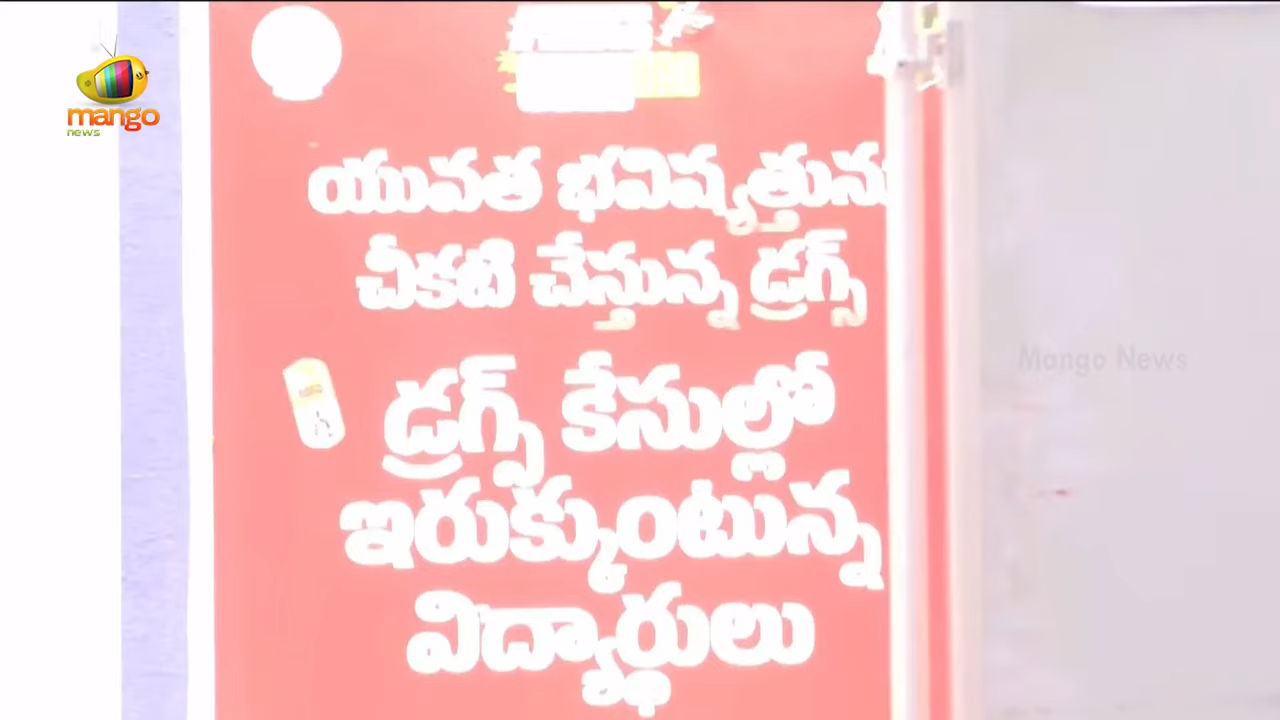 mango
news
యువత భవిష్యత్తును
చీకటి చేస్తున్న డ్రగ్స్
Mango News
డ్రగ్స్ కేసుల్లో
ఇరుక్కుంటున్న
విద్యార్థులు